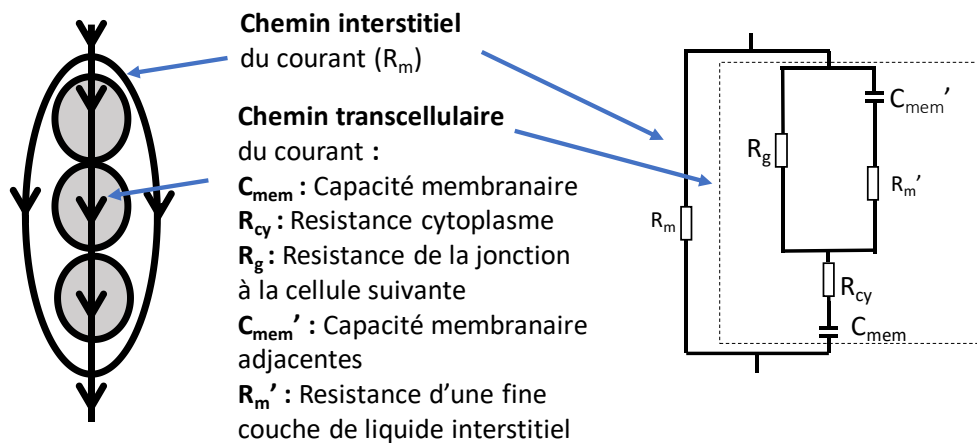 Chemin interstitiel
du courant (Rm)
Chemin transcellulaire
du courant :
Cmem : Capacité membranaire
Rcy : Resistance cytoplasme
Rg : Resistance de la jonction
à la cellule suivante
Cmem' : Capacité membranaire
adjacentes
Rm' : Resistance d'une fine
couche de liquide interstitiel
Cmem'
Rg
Rm'
Rm
Rcy
Cmem